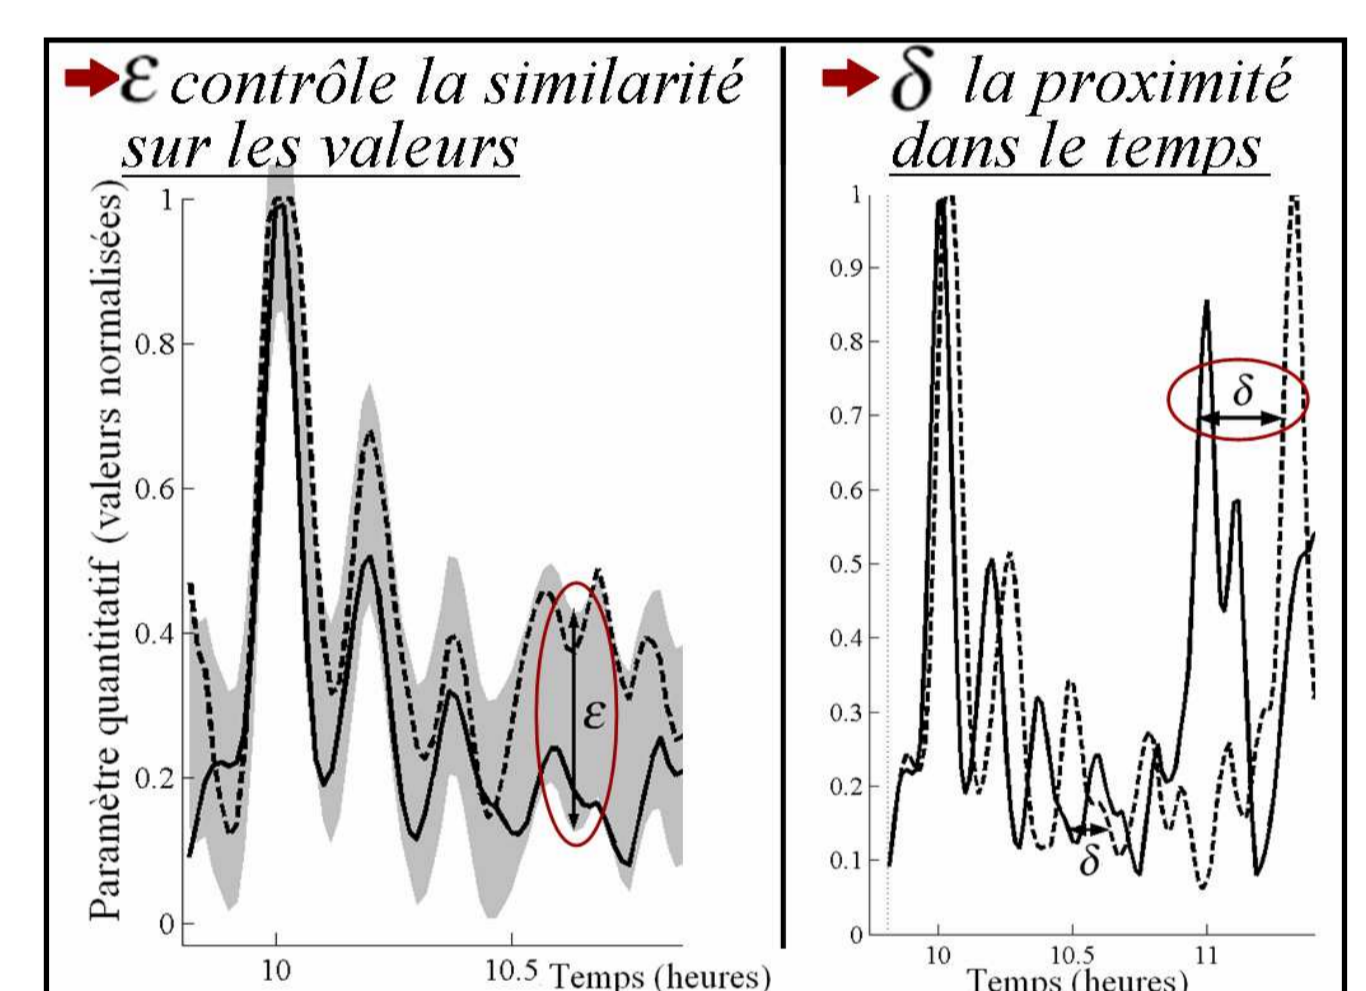 ε contrôle la similarité
sur les valeurs
Paramètre quantitatif (valeurs normalisées)
1
0.8
0.6
0.4
0.2
0
ε
10
10.5
Temps (heures)
δ la proximité
dans le temps
1
0.9
0.8
0.7
0.6
0.5
0.4
0.3
0.2
0.1
0
δ
δ
10
10.5
11
Temps (heures)